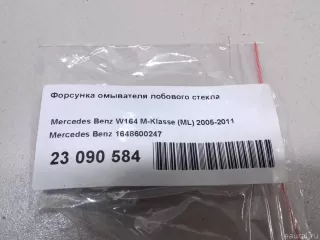 Форсунка омывателя лобового стекла
Mercedes Benz W164 M-Klasse (ML) 2005-2011
Mercedes Benz 1648600247
23 090 584